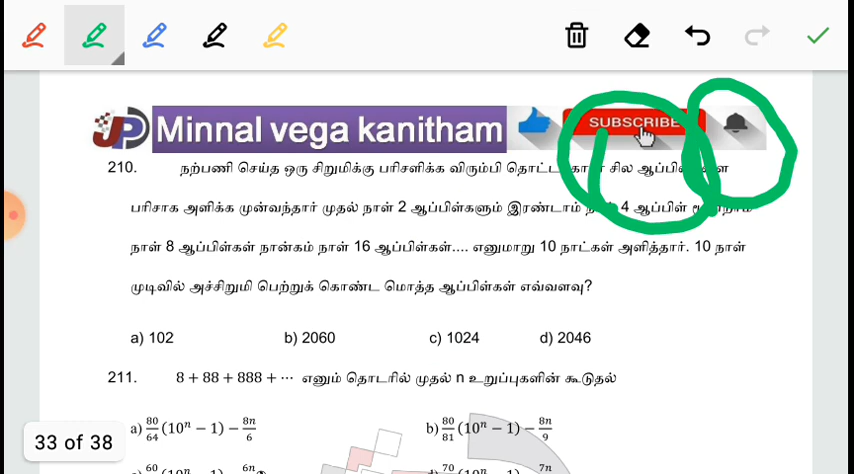 Minnal vega kanitham SUBSCRIBE
210. நற்பணி செய்த ஒரு சிறுமிக்கு பரிசளிக்க விரும்பி தொட்ட சில
பரிசாக அளிக்க முன்வந்தார் முதல் நாள் 2 ஆப்பிள்களும் இரண்டாம் 4 ஆப்பிள்
நாள் 8 ஆப்பிள்கள் நான்கம் நாள் 16 ஆப்பிள்கள்.... எனுமாறு 10 நாட்கள் அளித்தார். 10 நாள்
முடிவில் அச்சிறுமி பெற்றுக் கொண்ட மொத்த ஆப்பிள்கள் எவ்வளவு?
a) 102 b) 2060 c) 1024 d) 2046
211. 8 + 88 + 888 + ⋯ எனும் தொடரில் முதல் n உறுப்புகளின் கூடுதல்
a) 80/64 (10ⁿ − 1) − 8n/6 b) 80/81 (10ⁿ − 1) − 8n/9
33 of 38